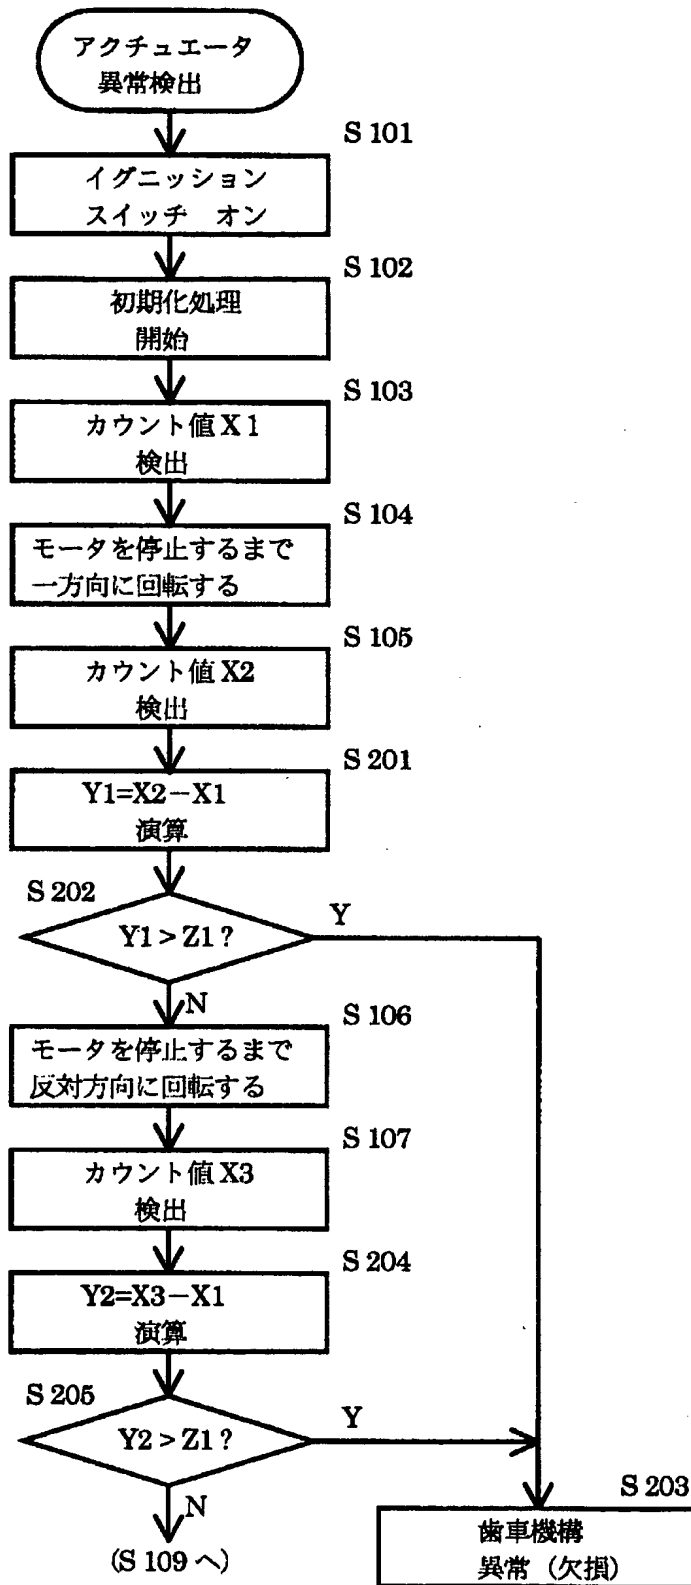 アクチュエータ
異常検出
S 101
イグニッション
スイッチ オン
S 102
初期化処理
開始
S 103
カウント値 X 1
検出
S 104
モータを停止するまで
一方向に回転する
S 105
カウント値 X2
検出
S 201
Y1=X2-X1
演算
S 202
Y1 > Z1 ?
Y
N
S 106
モータを停止するまで
反対方向に回転する
S 107
カウント値 X3
検出
S 204
Y2=X3-X1
演算
S 205
Y2 > Z1 ?
Y
N
(S 109 へ)
S 203
歯車機構
異常 (欠損)